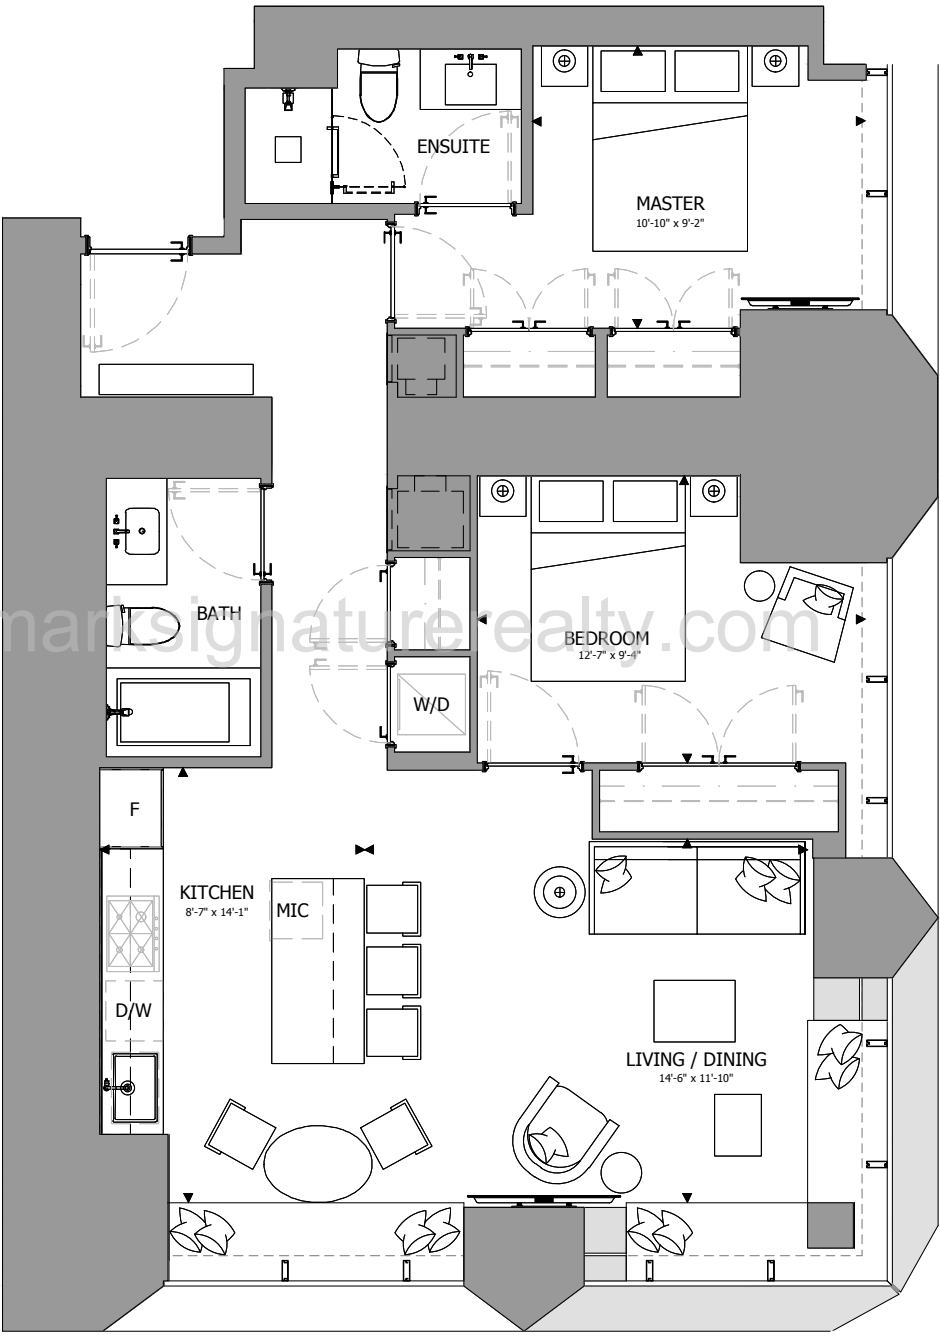 ENSUITE
MASTER
10'-10" x 9'-2"
BATH
marksignaturerealty.com
BEDROOM
12'-7" x 9'-4"
W/D
F
KITCHEN
8'-7" x 14'-1"
MIC
D/W
LIVING / DINING
14'-6" x 11'-10"